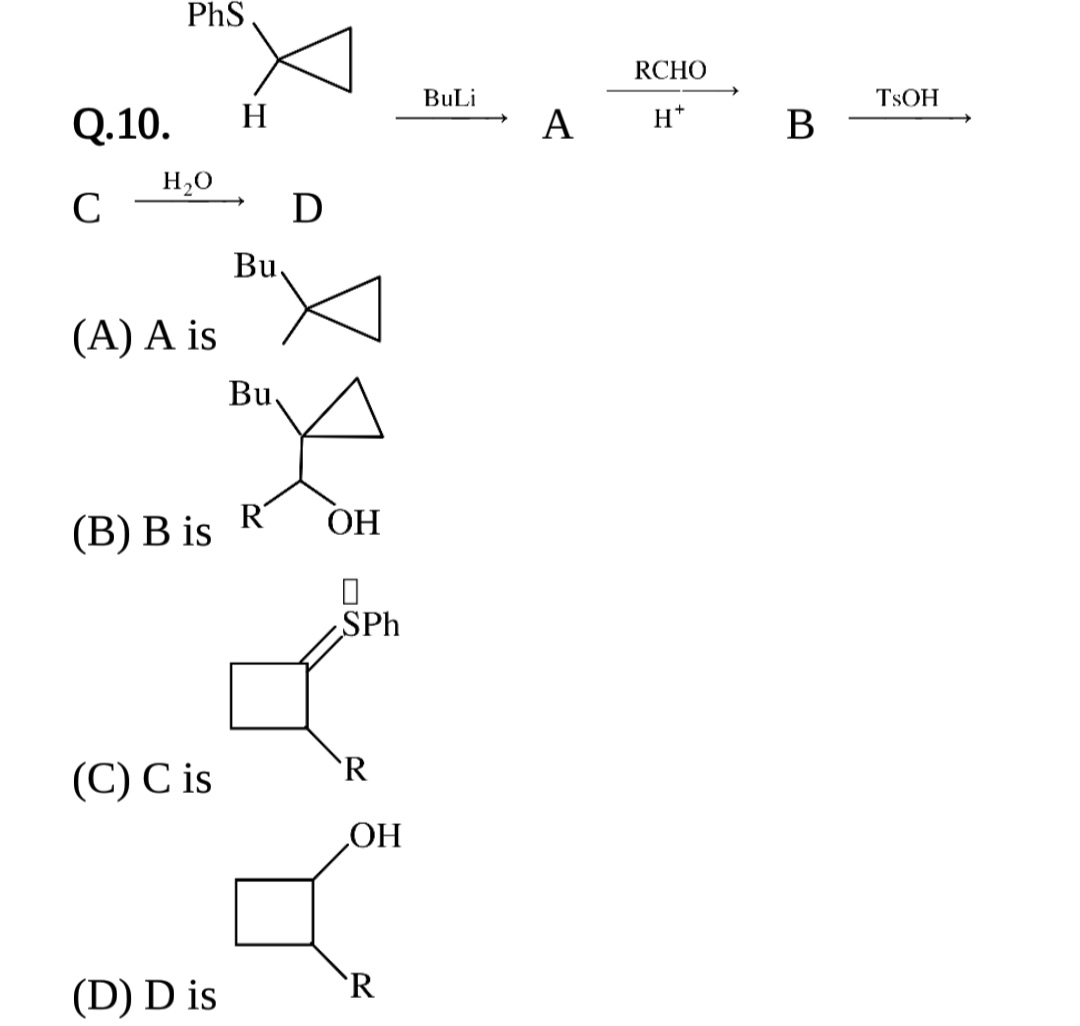 PhS
H
Q.10.
BuLi
A
RCHO
H⁺
B
TsOH
C
H₂O
D
Bu
(A) A is
Bu
R
OH
(B) B is
▯
SPh
R
(C) C is
OH
R
(D) D is